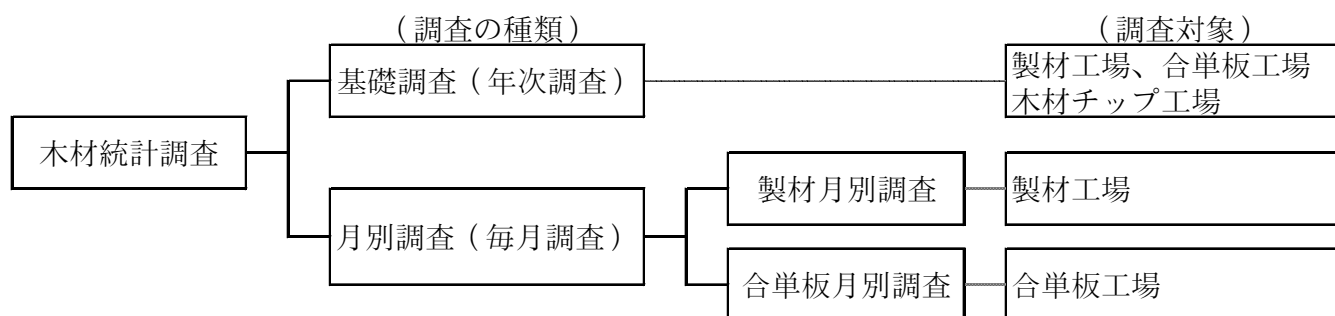 （調査の種類）
（調査対象）
基礎調査（年次調査）
製材工場、合単板工場
木材チップ工場
木材統計調査
製材月別調査
製材工場
月別調査（毎月調査）
合単板月別調査
合単板工場